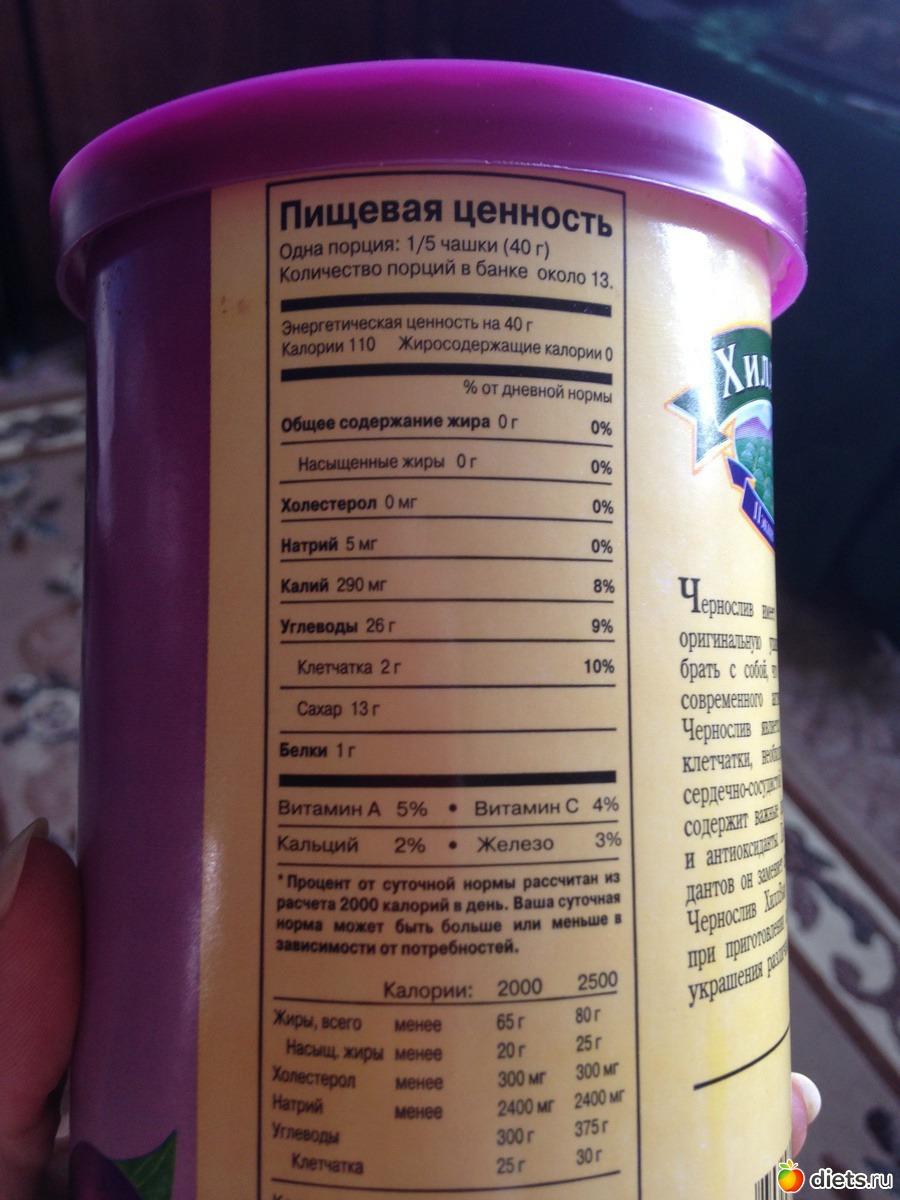 Пищевая ценность
Одна порция: 1/5 чашки (40 г)
Количество порций в банке около 13.
Энергетическая ценность на 40 г
Калории 110 Жиросодержащие калории 0
% от дневной нормы
Общее содержание жира 0 г 0%
Насыщенные жиры 0 г 0%
Холестерол 0 мг 0%
Натрий 5 мг 0%
Калий 290 мг 8%
Углеводы 26 г 9%
Клетчатка 2 г 10%
Сахар 13 г
Белки 1 г
Витамин А 5% • Витамин С 4%
Кальций 2% • Железо 3%
*Процент от суточной нормы рассчитан из
расчета 2000 калорий в день. Ваша суточная
норма может быть больше или меньше в
зависимости от потребностей.
Калории: 2000 2500
Жиры, всего менее 65 г 80 г
Насыщ. жиры менее 20 г 25 г
Холестерол менее 300 мг 300 мг
Натрий менее 2400 мг 2400 мг
Углеводы 300 г 375 г
Клетчатка 25 г 30 г
Чернослив
оригинальную
брать с собой,
современного
Чернослив
клетчатки,
сердечно-сосудистой
содержит важные
и антиоксиданты
дантов он
Чернослив
при приготовлении
украшения
diets.ru